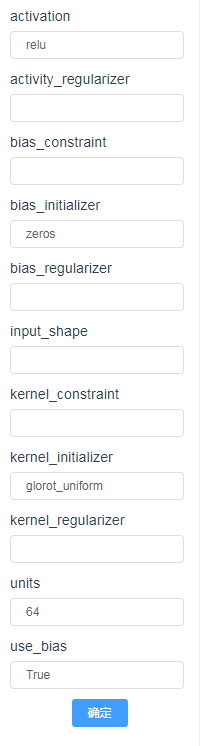 activation
relu
activity_regularizer
bias_constraint
bias_initializer
zeros
bias_regularizer
input_shape
kernel_constraint
kernel_initializer
glorot_uniform
kernel_regularizer
units
64
use_bias
True
确定